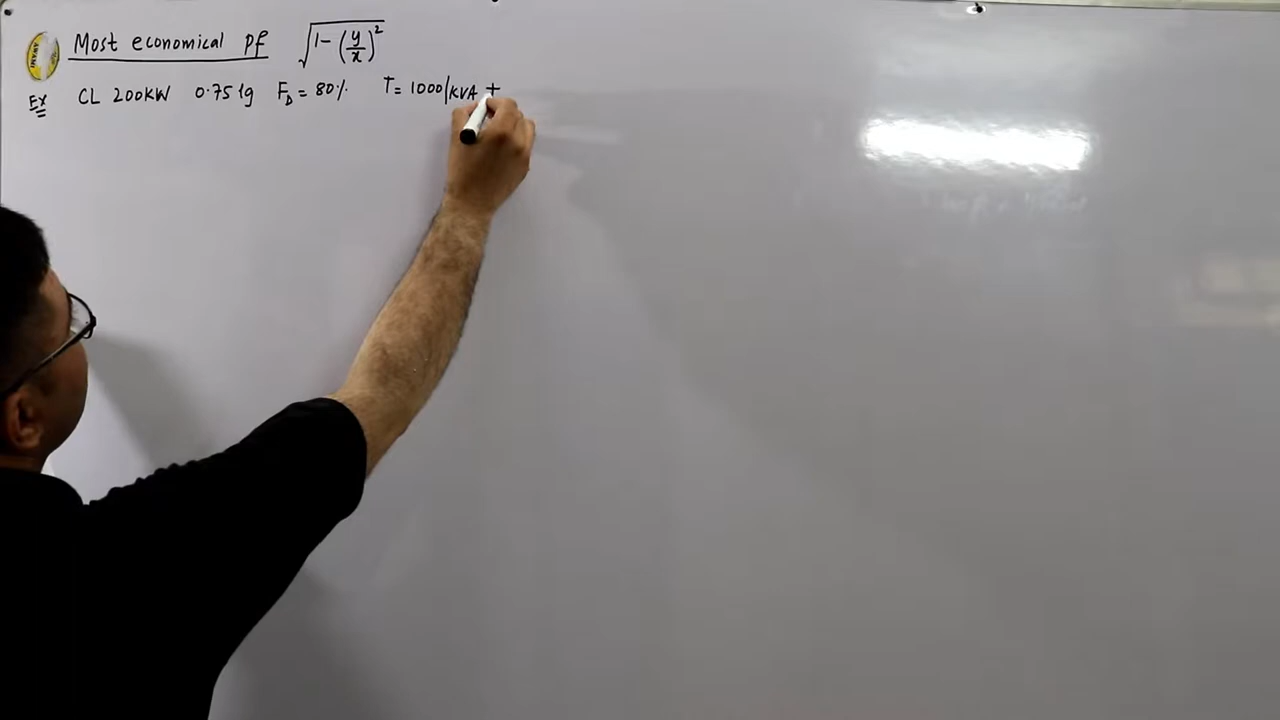 Most economical pf √1-(y/x)²
Ex CL 200KW 0.75 lg F_D = 80% T = 1000/KVA +